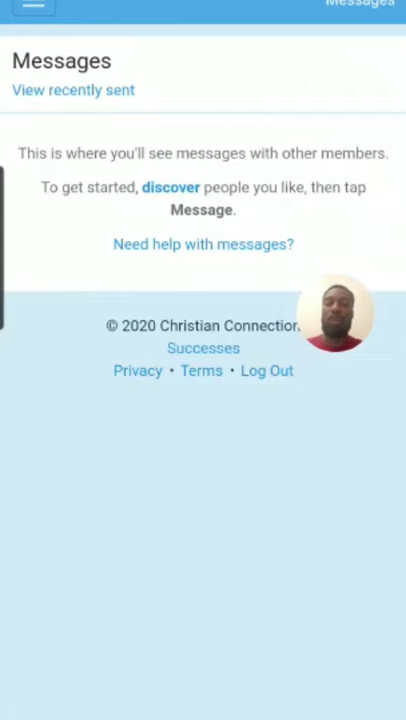 Messages
Messages
View recently sent
This is where you'll see messages with other members.
To get started, discover people you like, then tap
Message.
Need help with messages?
© 2020 Christian Connection.
Successes
Privacy • Terms • Log Out